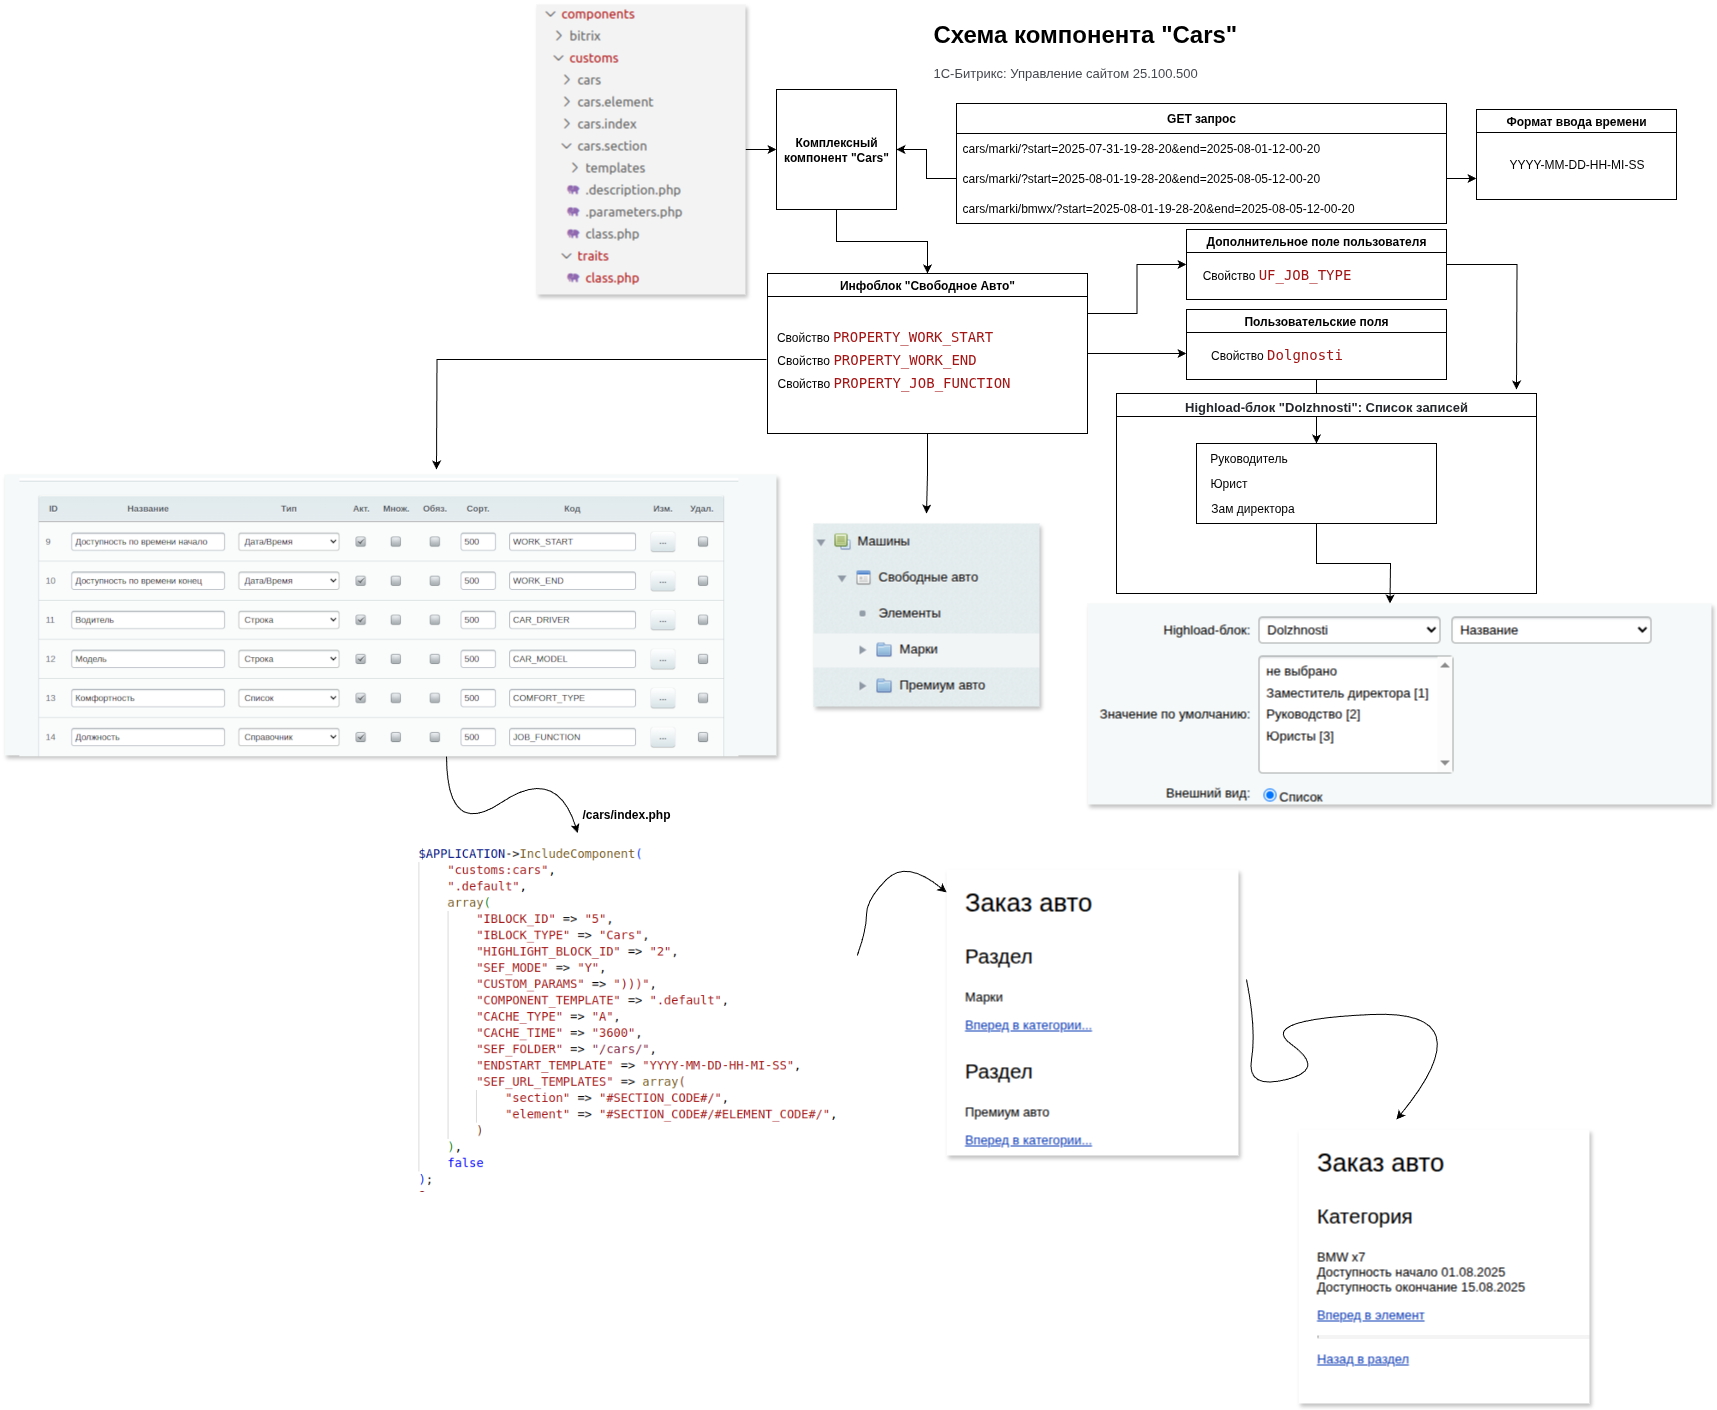 components
bitrix
customs
cars
cars.element
cars.index
cars.section
templates
.description.php
.parameters.php
class.php
traits
class.php
Схема компонента "Cars"
1С-Битрикс: Управление сайтом 25.100.500
Комплексный
компонент "Cars"
GET запрос
cars/marki/?start=2025-07-31-19-28-20&end=2025-08-01-12-00-20
cars/marki/?start=2025-08-01-19-28-20&end=2025-08-05-12-00-20
cars/marki/bmwx/?start=2025-08-01-19-28-20&end=2025-08-05-12-00-20
Формат ввода времени
YYYY-MM-DD-HH-MI-SS
Инфоблок "Свободное Авто"
Свойство PROPERTY_WORK_START
Свойство PROPERTY_WORK_END
Свойство PROPERTY_JOB_FUNCTION
Дополнительное поле пользователя
Свойство UF_JOB_TYPE
Пользовательские поля
Свойство Dolgnosti
Highload-блок "Dolzhnosti": Список записей
Руководитель
Юрист
Зам директора
ID Название Тип Акт. Множ. Обяз. Сорт. Код Изм. Удал.
9 Доступность по времени начало Дата/Время 500 WORK_START ...
10 Доступность по времени конец Дата/Время 500 WORK_END ...
11 Водитель Строка 500 CAR_DRIVER ...
12 Модель Строка 500 CAR_MODEL ...
13 Комфортность Список 500 COMFORT_TYPE ...
14 Должность Справочник 500 JOB_FUNCTION ...
Машины
Свободные авто
Элементы
Марки
Премиум авто
Highload-блок: Dolzhnosti Название
Значение по умолчанию:
не выбрано
Заместитель директора [1]
Руководство [2]
Юристы [3]
Внешний вид: Список
/cars/index.php
$APPLICATION->IncludeComponent(
"customs:cars",
".default",
array(
"IBLOCK_ID" => "5",
"IBLOCK_TYPE" => "Cars",
"HIGHLIGHT_BLOCK_ID" => "2",
"SEF_MODE" => "Y",
"CUSTOM_PARAMS" => ")))",
"COMPONENT_TEMPLATE" => ".default",
"CACHE_TYPE" => "A",
"CACHE_TIME" => "3600",
"SEF_FOLDER" => "/cars/",
"ENDSTART_TEMPLATE" => "YYYY-MM-DD-HH-MI-SS",
"SEF_URL_TEMPLATES" => array(
"section" => "#SECTION_CODE#/",
"element" => "#SECTION_CODE#/#ELEMENT_CODE#/",
)
),
false
);
Заказ авто
Раздел
Марки
Вперед в категории...
Раздел
Премиум авто
Вперед в категории...
Заказ авто
Категория
BMW x7
Доступность начало 01.08.2025
Доступность окончание 15.08.2025
Вперед в элемент
Назад в раздел